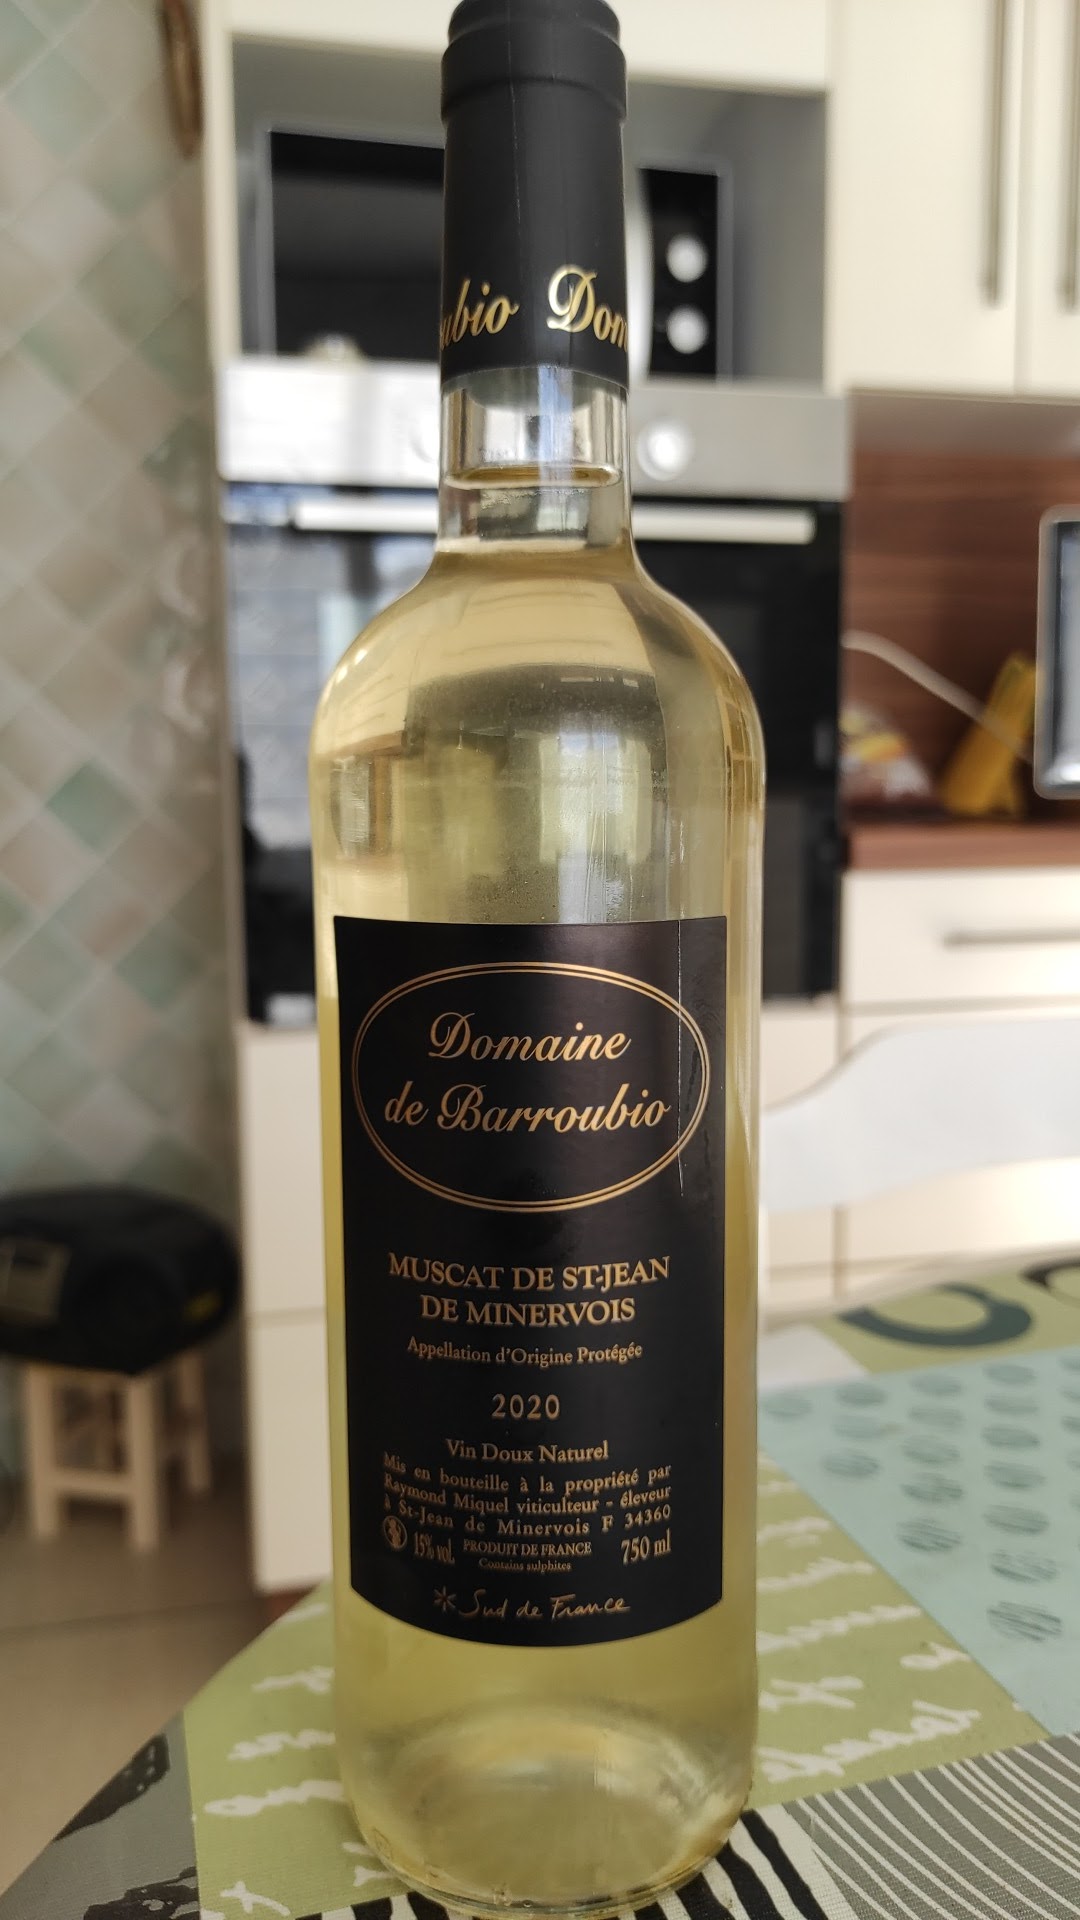 ubio Dom
Domaine
de Barroubio
MUSCAT DE ST-JEAN
DE MINERVOIS
Appellation d'Origine Protégée
2020
Vin Doux Naturel
Mis en bouteille à la propriété par
Raymond Miquel viticulteur - éleveur
à St-Jean de Minervois F 34360
15% vol. PRODUIT DE FRANCE 750 ml
Contains sulphites
Sud de France